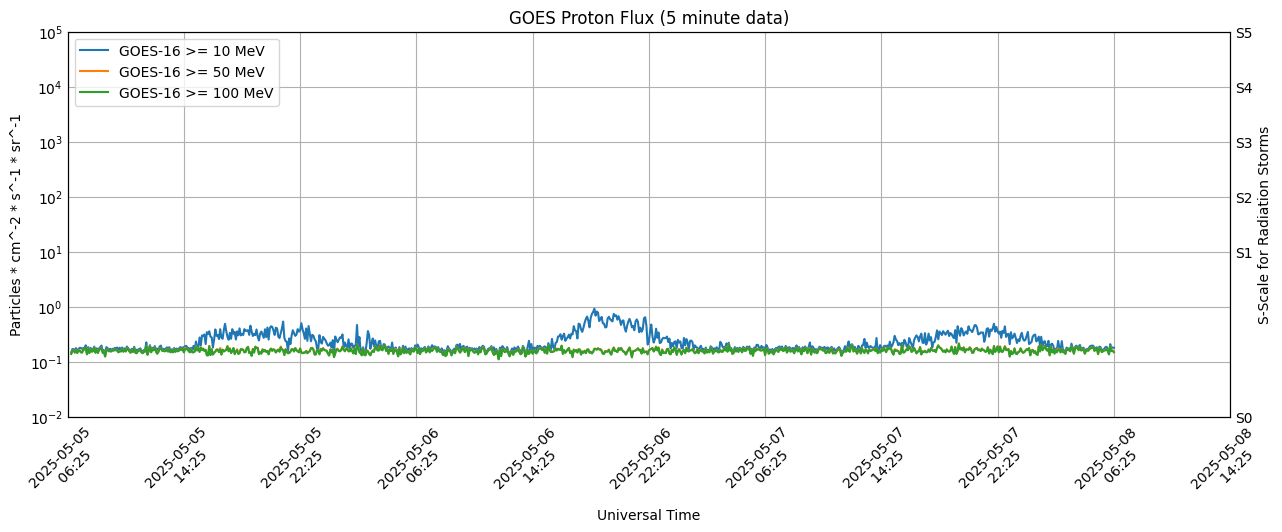 GOES Proton Flux (5 minute data)
GOES-16 >= 10 MeV
GOES-16 >= 50 MeV
GOES-16 >= 100 MeV
Particles * cm^-2 * s^-1 * sr^-1
10^5
10^4
10^3
10^2
10^1
10^0
10^-1
10^-2
S5
S4
S3
S2
S1
S0
S-Scale for Radiation Storms
2025-05-05
06:25
2025-05-05
14:25
2025-05-05
22:25
2025-05-06
06:25
2025-05-06
14:25
2025-05-06
22:25
2025-05-07
06:25
2025-05-07
14:25
2025-05-07
22:25
2025-05-08
06:25
2025-05-08
14:25
Universal Time